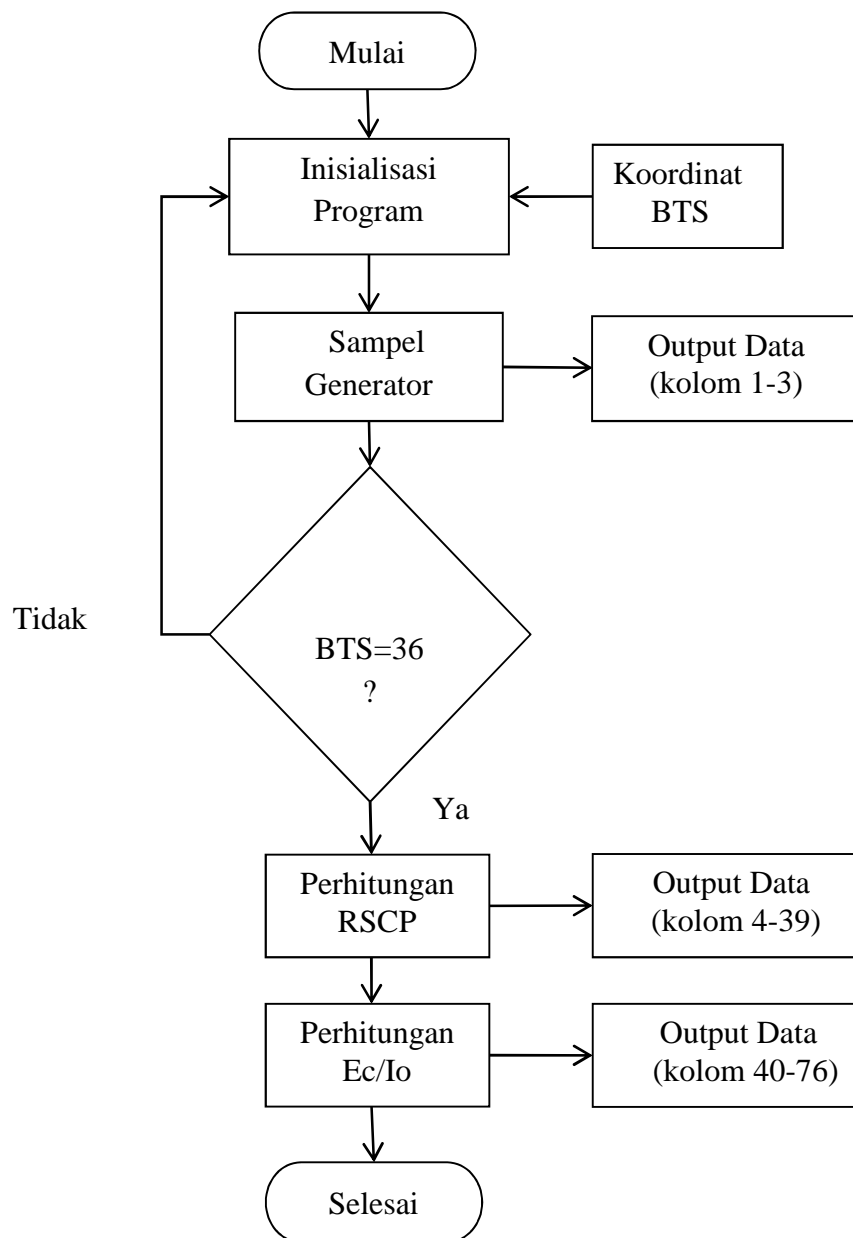 Mulai
Inisialisasi
Program
Koordinat
BTS
Sampel
Generator
Output Data
(kolom 1-3)
Tidak
BTS=36
?
Ya
Perhitungan
RSCP
Output Data
(kolom 4-39)
Perhitungan
Ec/Io
Output Data
(kolom 40-76)
Selesai